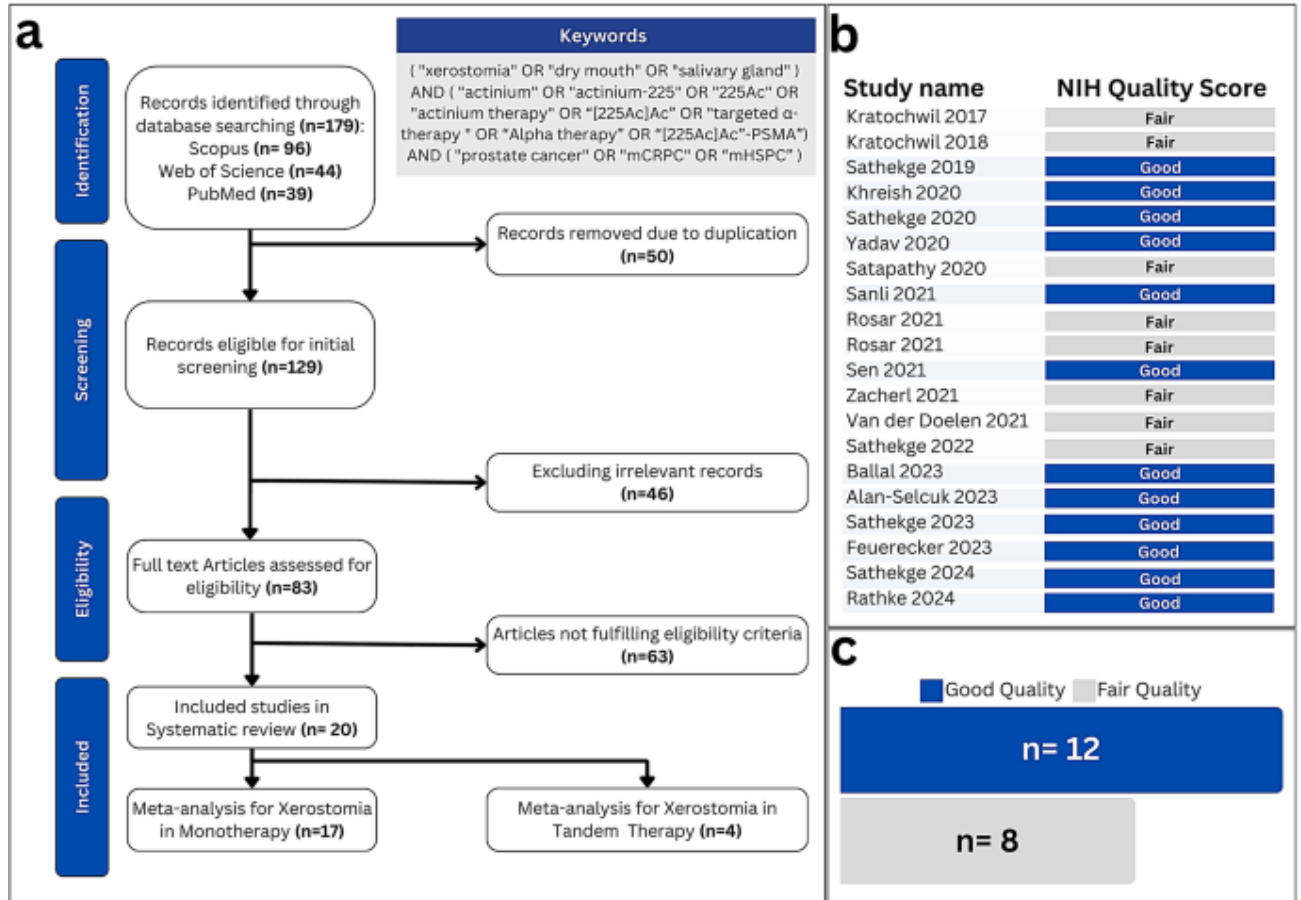 a
Keywords
( "xerostomia" OR "dry mouth" OR "salivary gland" )
AND ( "actinium" OR "actinium-225" OR "225Ac" OR
"actinium therapy" OR "[225Ac]Ac" OR "targeted α-
therapy " OR "Alpha therapy" OR "[225Ac]Ac"-PSMA")
AND ( "prostate cancer" OR "mCRPC" OR "mHSPC" )
Identification
Records identified through
database searching (n=179):
Scopus (n= 96)
Web of Science (n=44)
PubMed (n=39)
Records removed due to duplication
(n=50)
Screening
Records eligible for initial
screening (n=129)
Excluding irrelevant records
(n=46)
Eligibility
Full text Articles assessed for
eligibility (n=83)
Articles not fulfilling eligibility criteria
(n=63)
Included
Included studies in
Systematic review (n= 20)
Meta-analysis for Xerostomia
in Monotherapy (n=17)
Meta-analysis for Xerostomia in
Tandem Therapy (n=4)
b
Study name NIH Quality Score
Kratochwil 2017 Fair
Kratochwil 2018 Fair
Sathekge 2019 Good
Khreish 2020 Good
Sathekge 2020 Good
Yadav 2020 Good
Satapathy 2020 Fair
Sanli 2021 Good
Rosar 2021 Fair
Rosar 2021 Fair
Sen 2021 Good
Zacherl 2021 Fair
Van der Doelen 2021 Fair
Sathekge 2022 Fair
Ballal 2023 Good
Alan-Selcuk 2023 Good
Sathekge 2023 Good
Feuerecker 2023 Good
Sathekge 2024 Good
Rathke 2024 Good
c
Good Quality Fair Quality
n= 12
n= 8